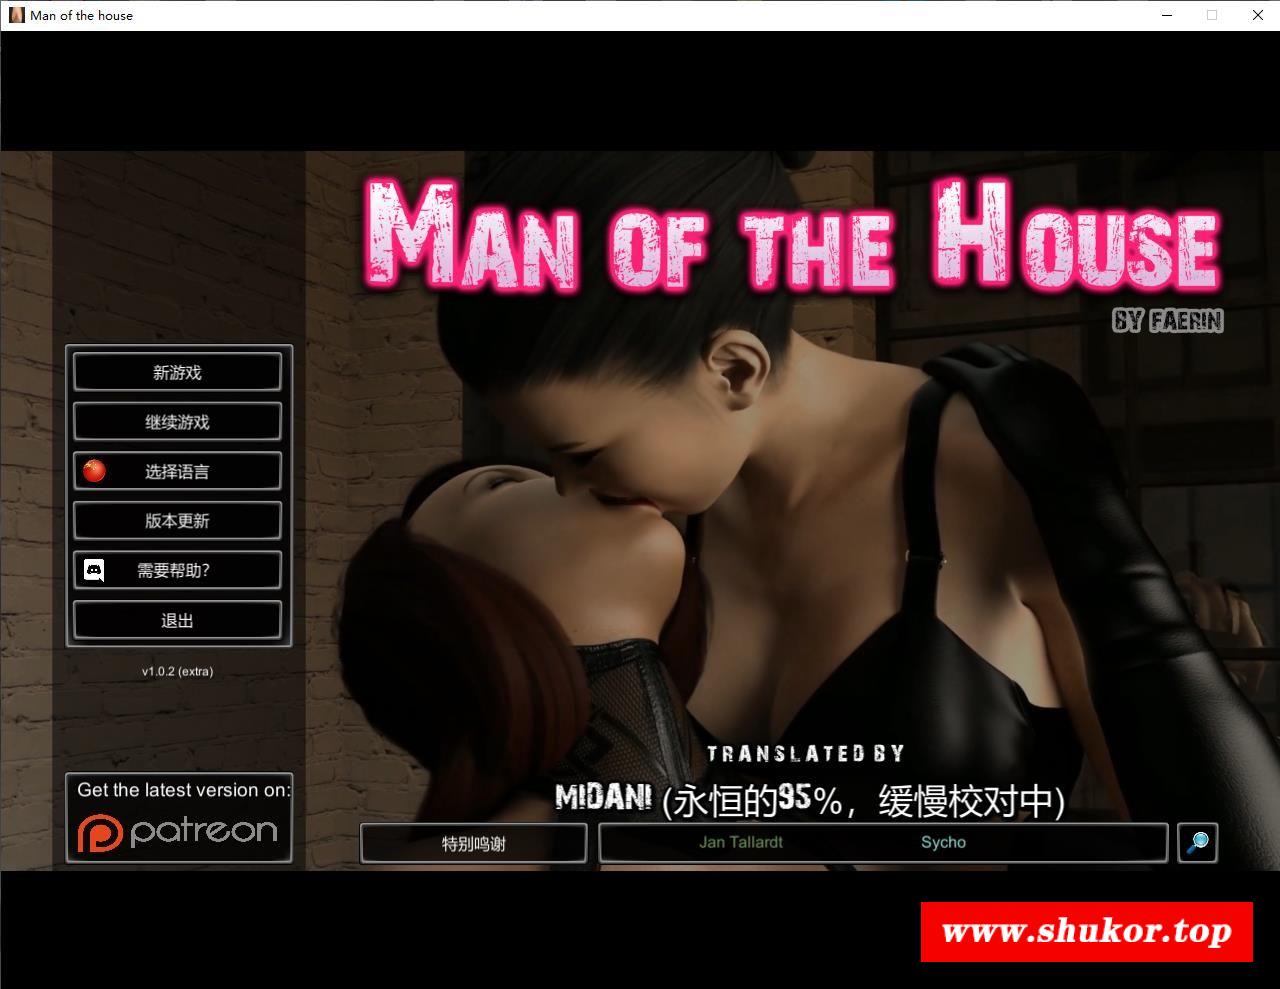 Man of the house
Man of the House
BY FAERIN
新游戏
继续游戏
选择语言
版本更新
需要帮助?
退出
v1.0.2 (extra)
Get the latest version on:
patreon
TRANSLATED BY
MIDANI (永恒的95%，缓慢校对中)
特别鸣谢
Jan Tallardt
Sycho
www.shukor.top